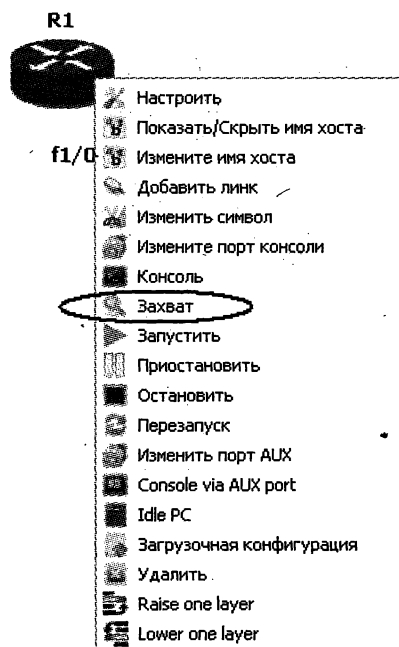 R1
Настроить
Показать/Скрыть имя хоста
f1/0
Измените имя хоста
Добавить линк
Изменить символ
Измените порт консоли
Консоль
Захват
Запустить
Приостановить
Остановить
Перезапуск
Изменить порт AUX
Console via AUX port
Idle PC
Загрузочная конфигурация
Удалить
Raise one layer
Lower one layer